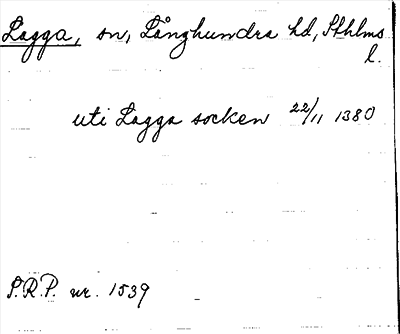 Lagga, sn, Långhundra hd, Sthlms
l.
uti Lagga socken 22/11 1380
S.R.P. nr. 1539